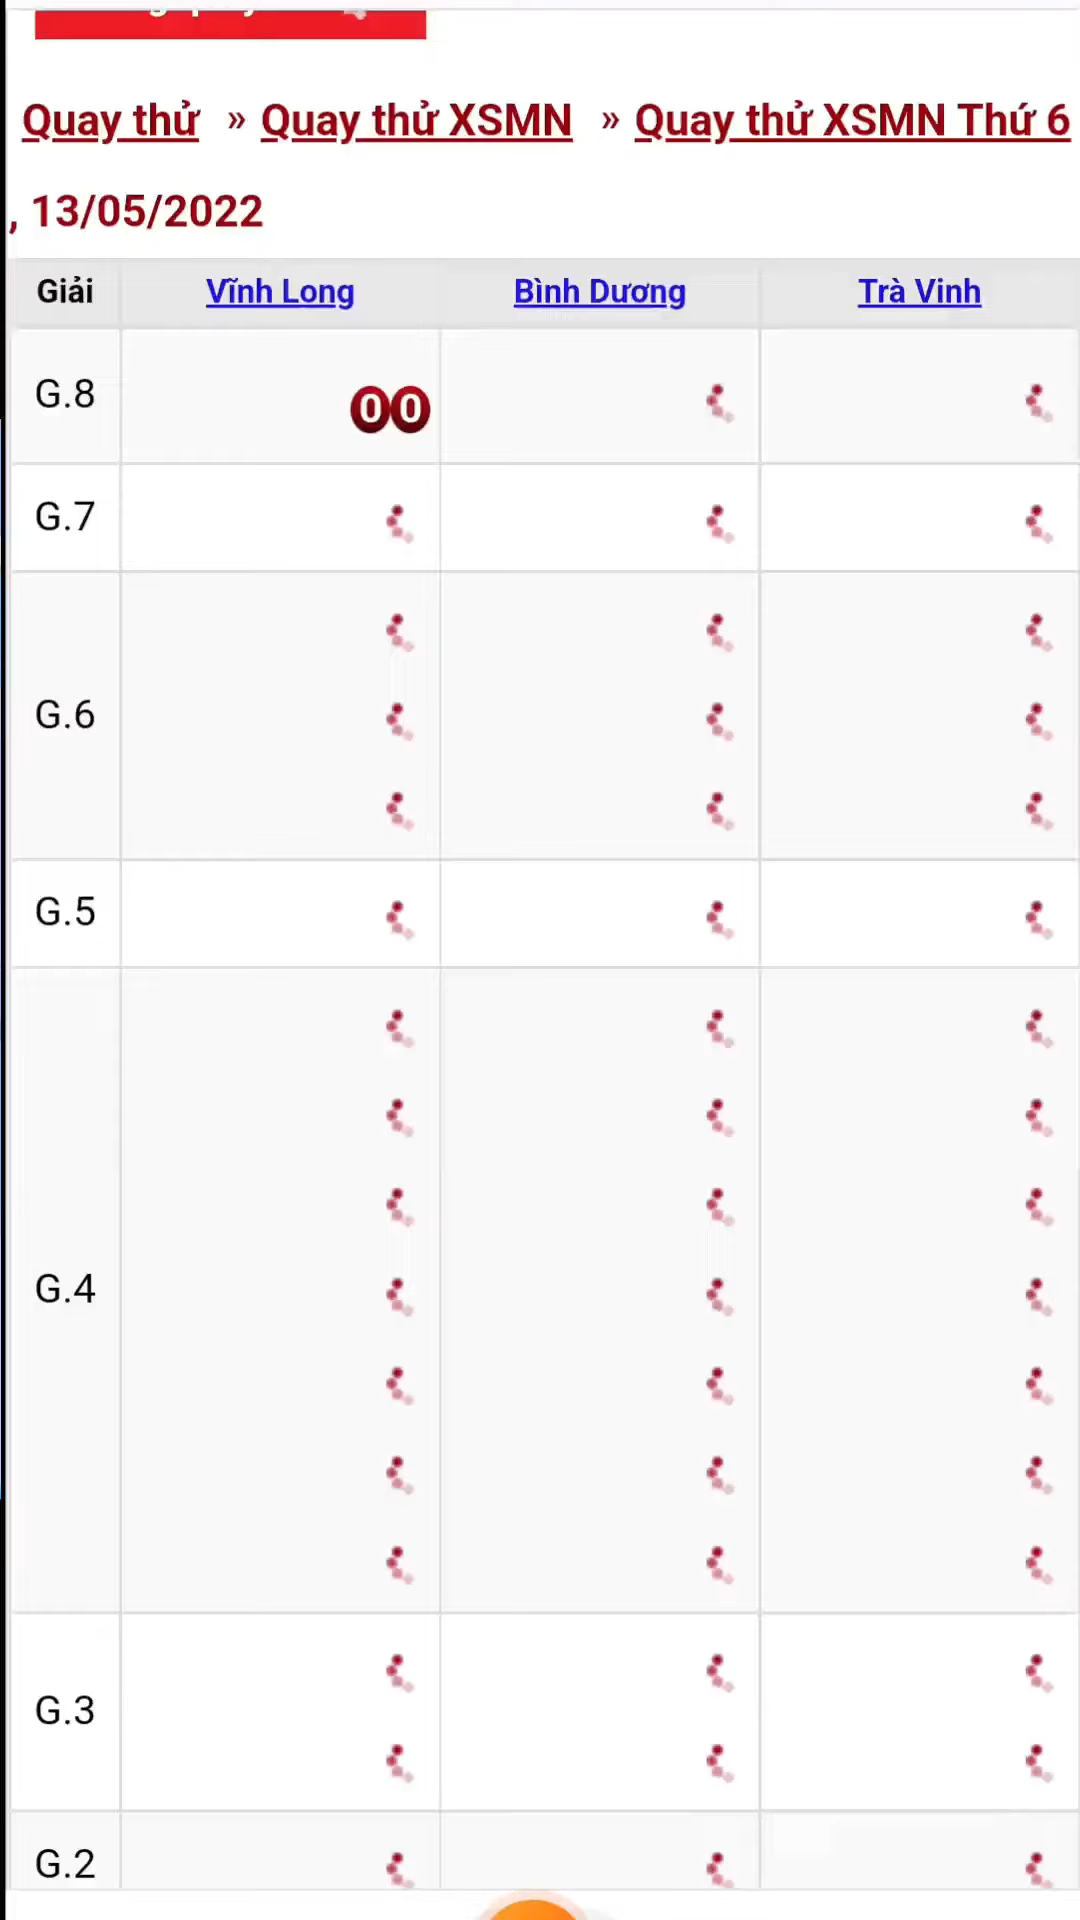 Quay thử » Quay thử XSMN » Quay thử XSMN Thứ 6
, 13/05/2022
Giải Vĩnh Long Bình Dương Trà Vinh
G.8 00
G.7
G.6
G.5
G.4
G.3
G.2